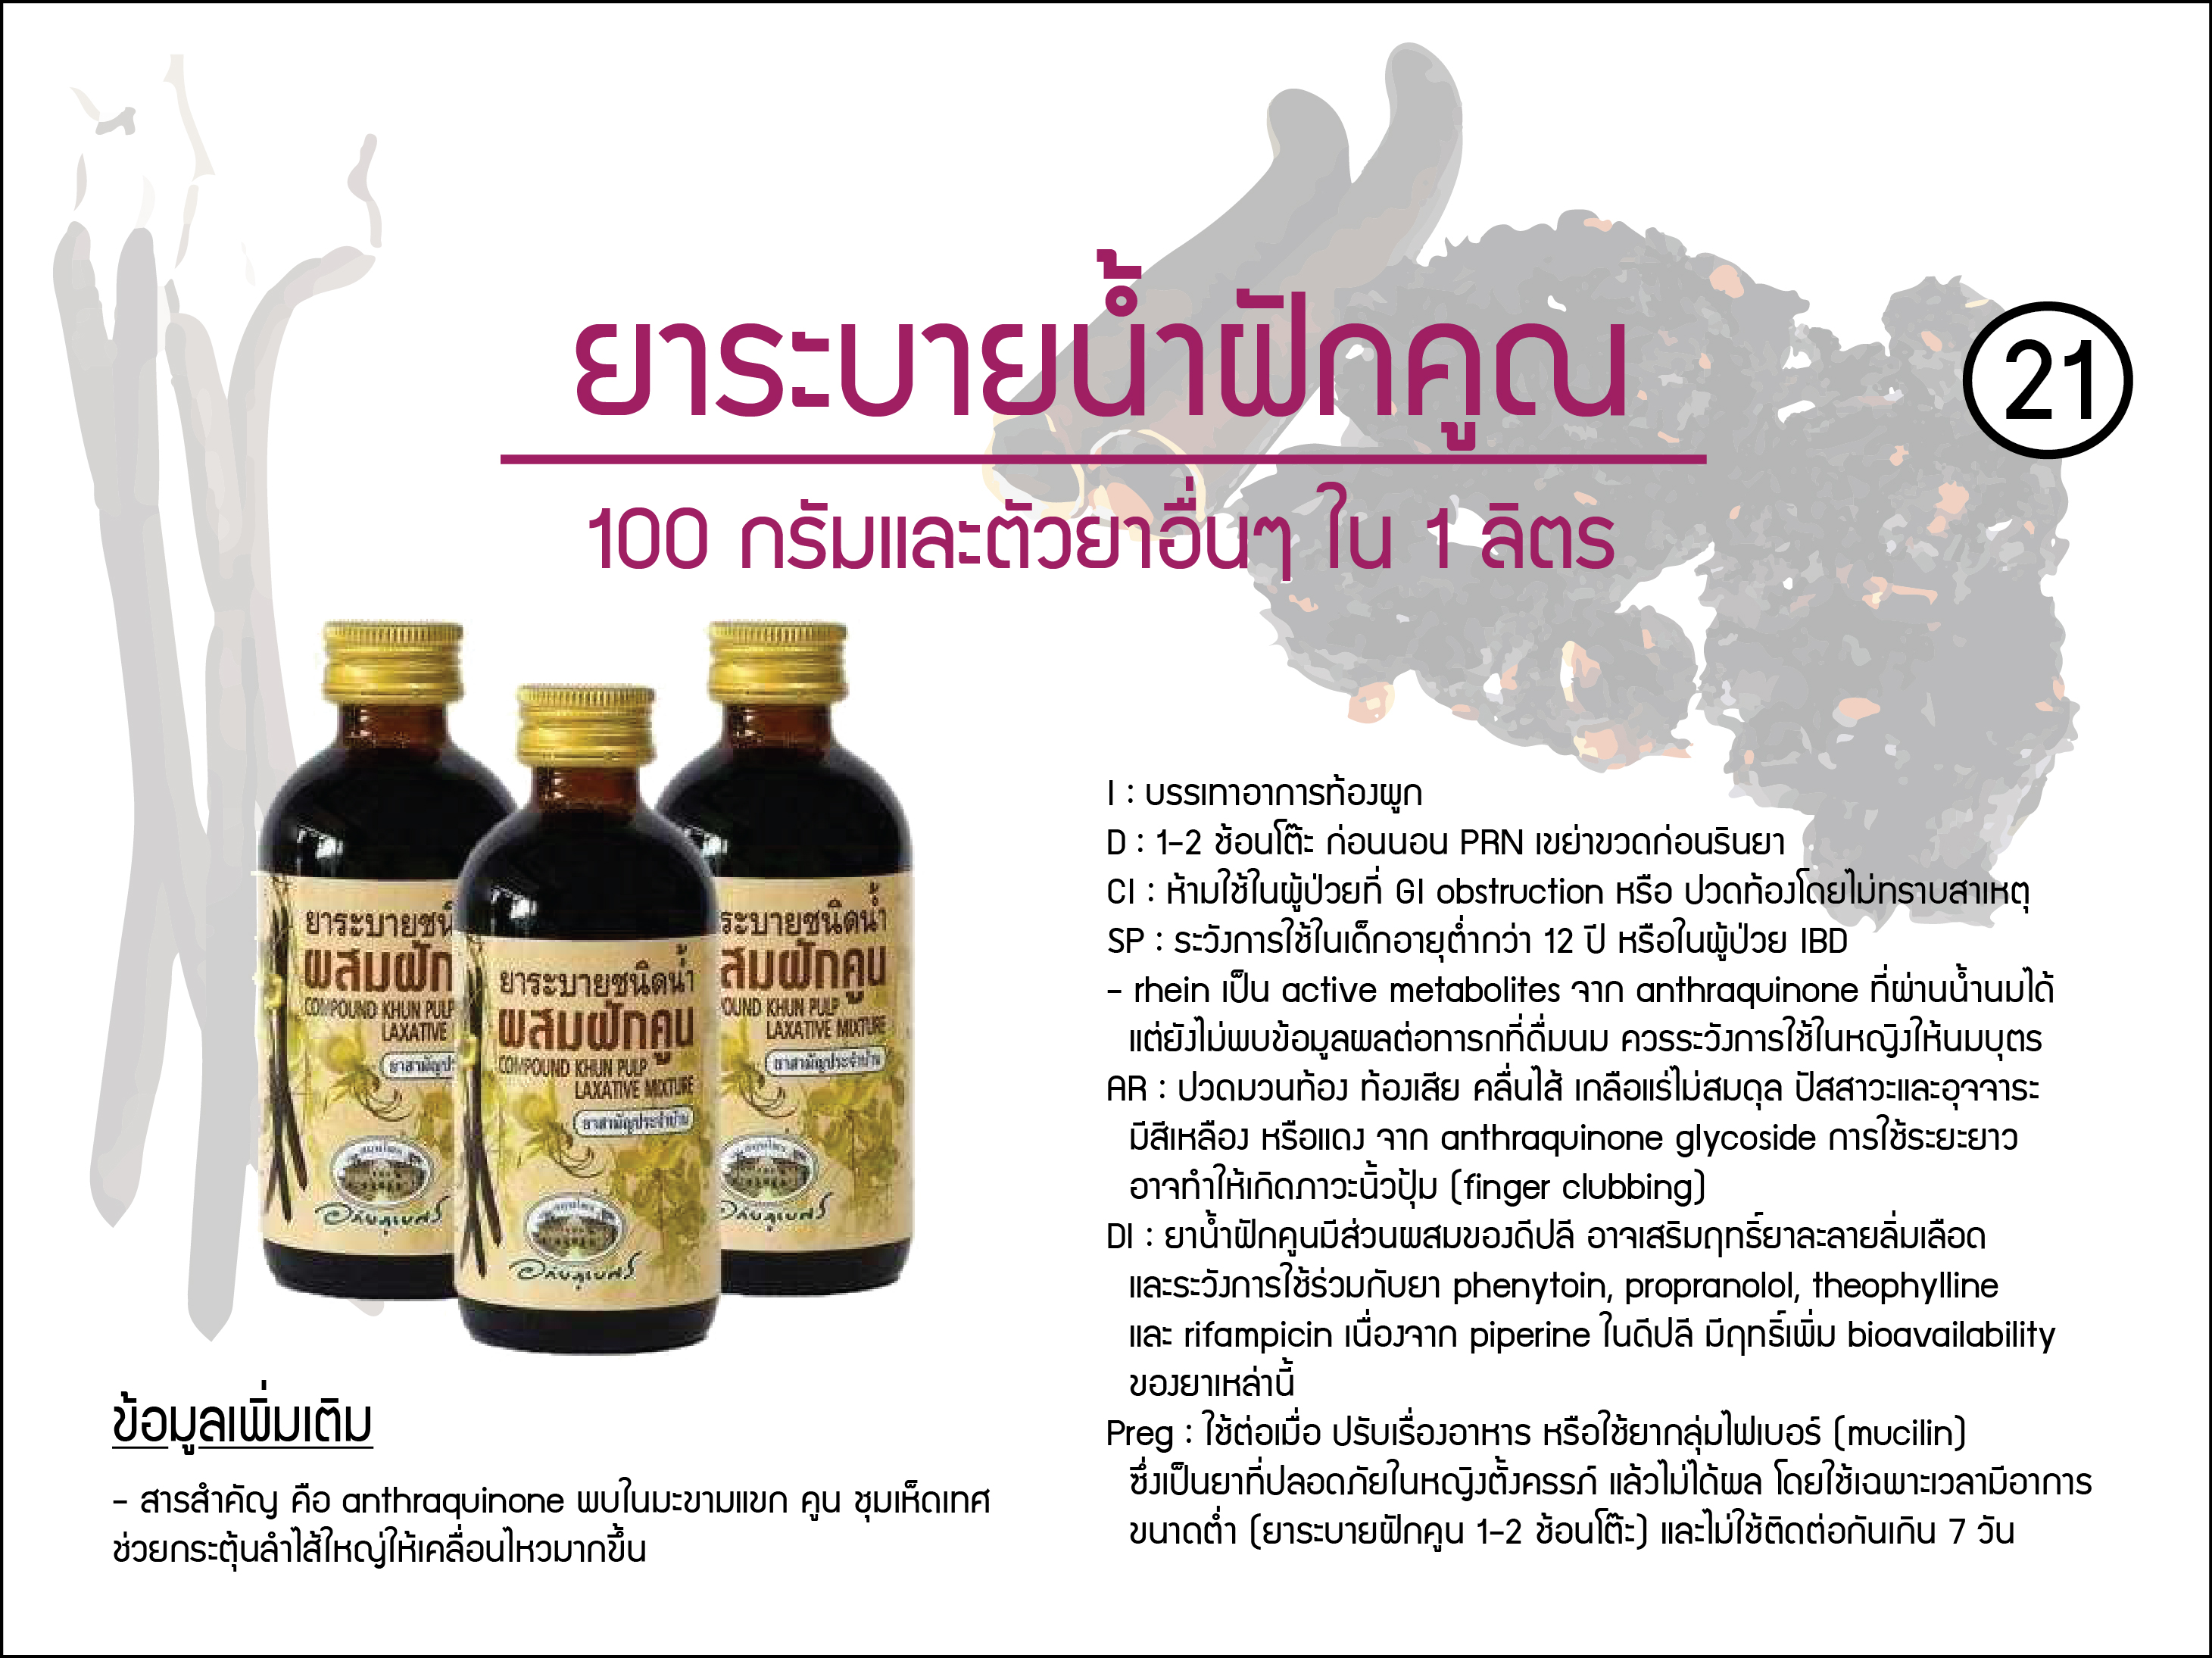 ยาระบายน้ำฝักคูณ
21
100 กรัมและตัวยาอื่นๆ ใน 1 ลิตร
ยาระบายชนิดน้ำ
ผสมฝักคูน
COMPOUND KHUN PULP
LAXATIVE MIXTURE
ยาสามัญประจำบ้าน
อภัยภูเบศร
I : บรรเทาอาการท้องผูก
D : 1-2 ช้อนโต๊ะ ก่อนนอน PRN เขย่าขวดก่อนรินยา
CI : ห้ามใช้ในผู้ป่วยที่ GI obstruction หรือ ปวดท้องโดยไม่ทราบสาเหตุ
SP : ระวังการใช้ในเด็กอายุต่ำกว่า 12 ปี หรือในผู้ป่วย IBD
- rhein เป็น active metabolites จาก anthraquinone ที่ผ่านน้ำนมได้
แต่ยังไม่พบข้อมูลผลต่อทารกที่ดื่มนม ควรระวังการใช้ในหญิงให้นมบุตร
AR : ปวดมวนท้อง ท้องเสีย คลื่นไส้ เกลือแร่ไม่สมดุล ปัสสาวะและอุจจาระ
มีสีเหลือง หรือแดง จาก anthraquinone glycoside การใช้ระยะยาว
อาจทำให้เกิดภาวะนิ้วปุ้ม (finger clubbing)
DI : ยาน้ำฝักคูนมีส่วนผสมของดีปลี อาจเสริมฤทธิ์ยาละลายลิ่มเลือด
และระวังการใช้ร่วมกับยา phenytoin, propranolol, theophylline
และ rifampicin เนื่องจาก piperine ในดีปลี มีฤทธิ์เพิ่ม bioavailability
ของยาเหล่านี้
Preg : ใช้ต่อเมื่อ ปรับเรื่องอาหาร หรือใช้ยากลุ่มไฟเบอร์ (mucilin)
ซึ่งเป็นยาที่ปลอดภัยในหญิงตั้งครรภ์ แล้วไม่ได้ผล โดยใช้เฉพาะเวลามีอาการ
ขนาดต่ำ (ยาระบายฝักคูน 1-2 ช้อนโต๊ะ) และไม่ใช้ติดต่อกันเกิน 7 วัน
ข้อมูลเพิ่มเติม
- สารสำคัญ คือ anthraquinone พบในมะขามแขก คูน ชุมเห็ดเทศ
ช่วยกระตุ้นลำไส้ใหญ่ให้เคลื่อนไหวมากขึ้น